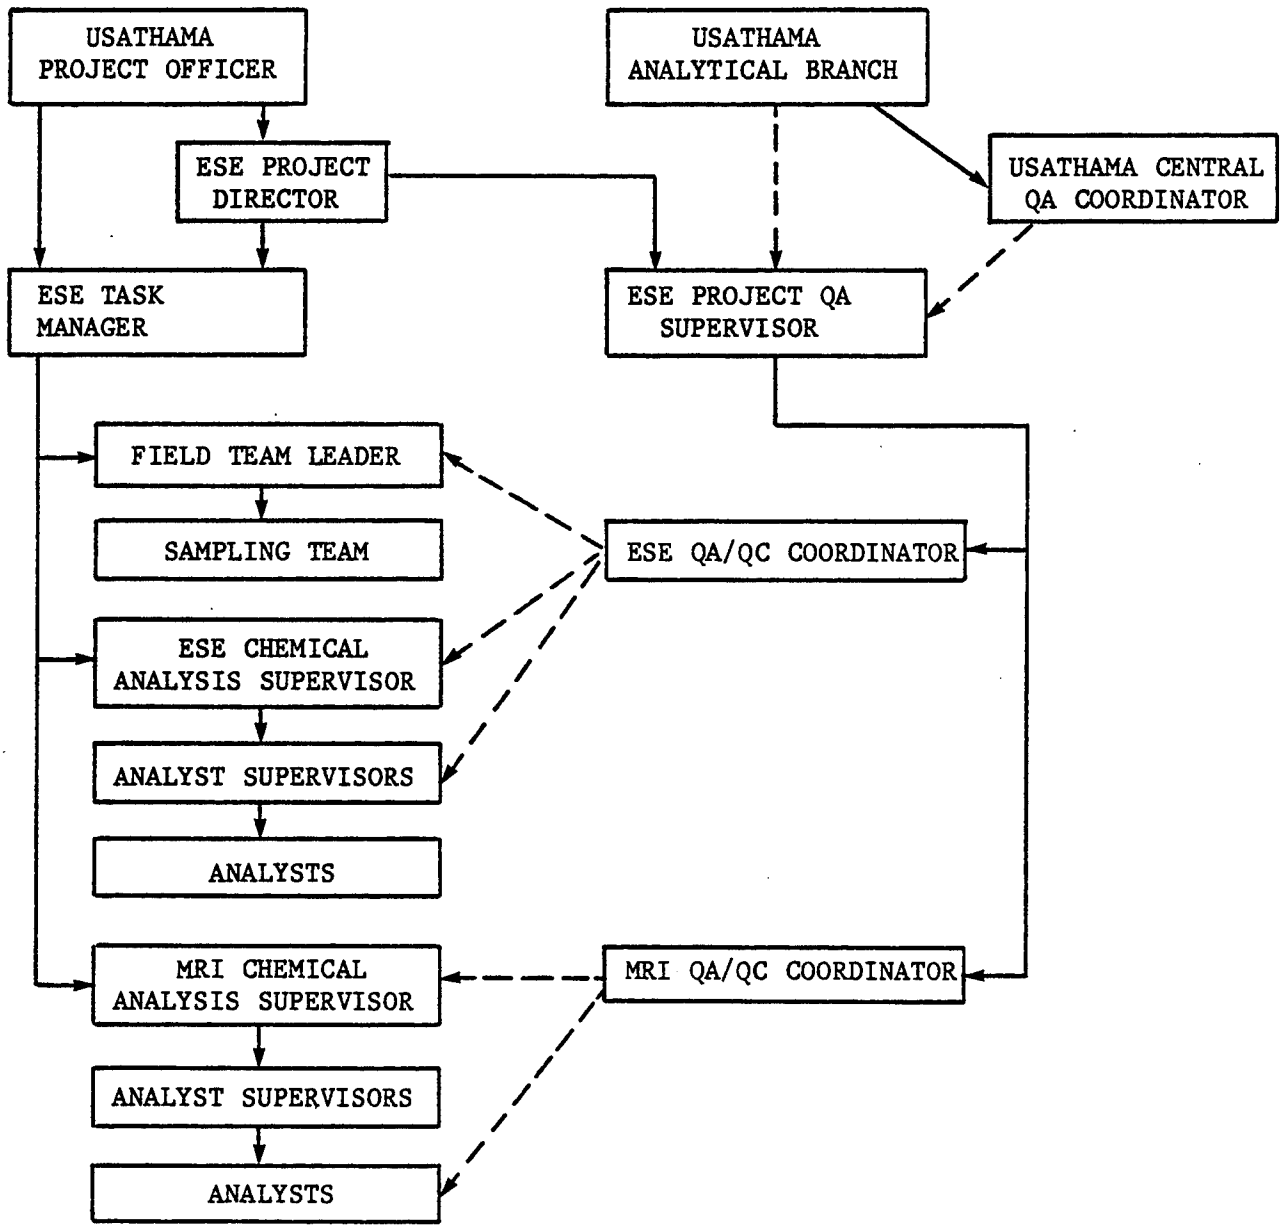 USATHAMA
PROJECT OFFICER
USATHAMA
ANALYTICAL BRANCH
ESE PROJECT
DIRECTOR
USATHAMA CENTRAL
QA COORDINATOR
ESE TASK
MANAGER
ESE PROJECT QA
SUPERVISOR
FIELD TEAM LEADER
SAMPLING TEAM
ESE QA/QC COORDINATOR
ESE CHEMICAL
ANALYSIS SUPERVISOR
ANALYST SUPERVISORS
ANALYSTS
MRI CHEMICAL
ANALYSIS SUPERVISOR
MRI QA/QC COORDINATOR
ANALYST SUPERVISORS
ANALYSTS